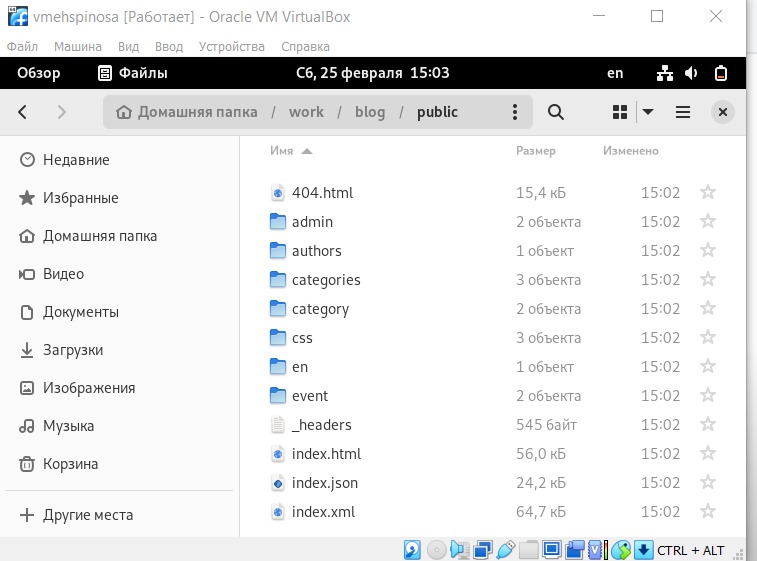 vmehspinosa [Работает] - Oracle VM VirtualBox
Файл Машина Вид Ввод Устройства Справка
Обзор Файлы Сб, 25 февраля 15:03 en
Домашняя папка / work / blog / public
Недавние
Избранные
Домашняя папка
Видео
Документы
Загрузки
Изображения
Музыка
Корзина
Другие места
Имя Размер Изменено
404.html 15,4 кБ 15:02
admin 2 объекта 15:02
authors 1 объект 15:02
categories 3 объекта 15:02
category 2 объекта 15:02
css 3 объекта 15:02
en 1 объект 15:02
event 2 объекта 15:02
_headers 545 байт 15:02
index.html 56,0 кБ 15:02
index.json 24,2 кБ 15:02
index.xml 64,7 кБ 15:02
CTRL + ALT